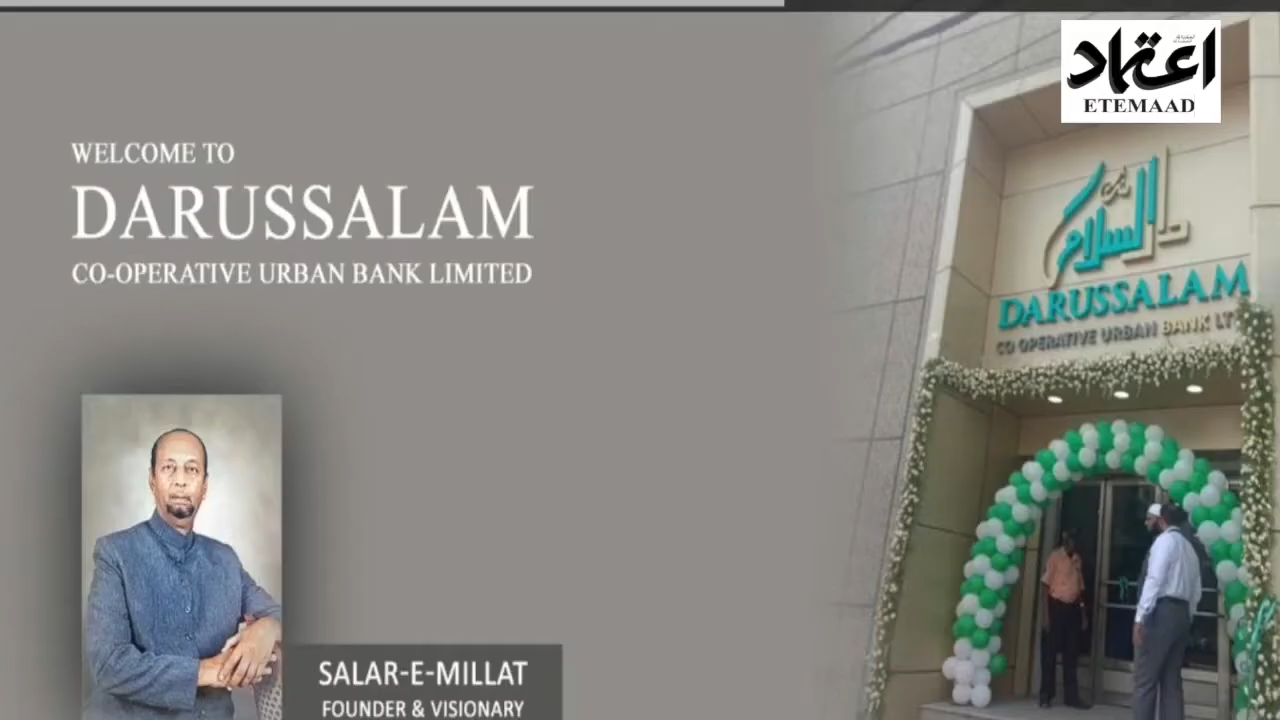 WELCOME TO
DARUSSALAM
CO-OPERATIVE URBAN BANK LIMITED
SALAR-E-MILLAT
FOUNDER & VISIONARY
اعتماد
ETEMAAD
دارالسلام
DARUSSALAM
CO OPERATIVE URBAN BANK